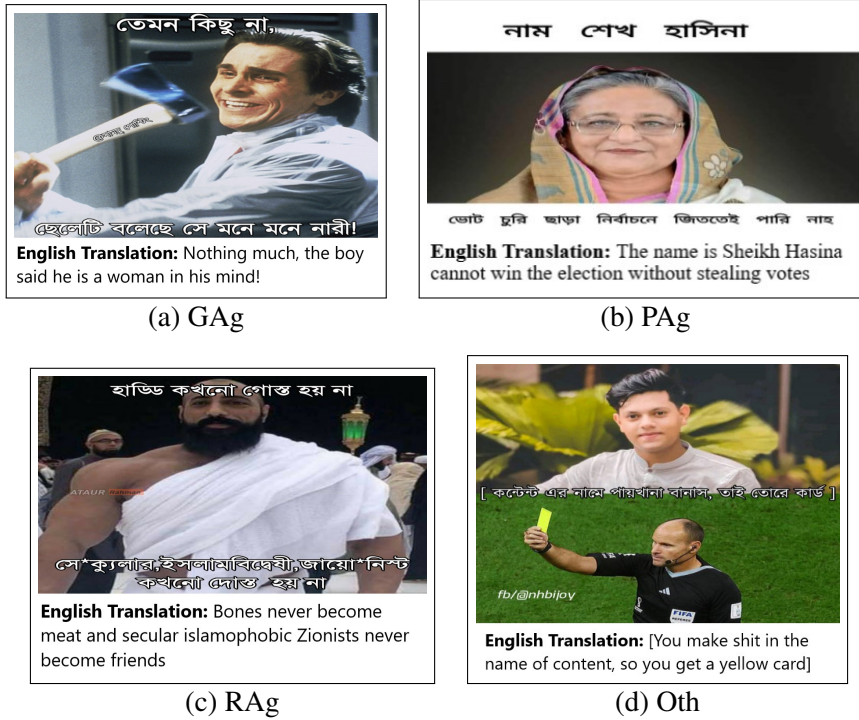 তেমন কিছু না,
ছেলেটি বলেছে সে মনে মনে নারী!
English Translation: Nothing much, the boy
said he is a woman in his mind!
(a) GAg
নাম শেখ হাসিনা
ভোট চুরি ছাড়া নির্বাচনে জিততেই পারি নাহ
English Translation: The name is Sheikh Hasina
cannot win the election without stealing votes
(b) PAg
হাড্ডি কখনো গোস্ত হয় না
ATAUR Rahman
সে*ক্যুলার,ইসলামবিদ্বেষী,জায়ো*নিস্ট
কখনো দোস্ত হয় না
English Translation: Bones never become
meat and secular islamophobic Zionists never
become friends
(c) RAg
[ কন্টেন্ট এর নামে পায়খানা বানাস, তাই তোরে কার্ড ]
fb/@nhbijoy
FIFA
English Translation: [You make shit in the
name of content, so you get a yellow card]
(d) Oth